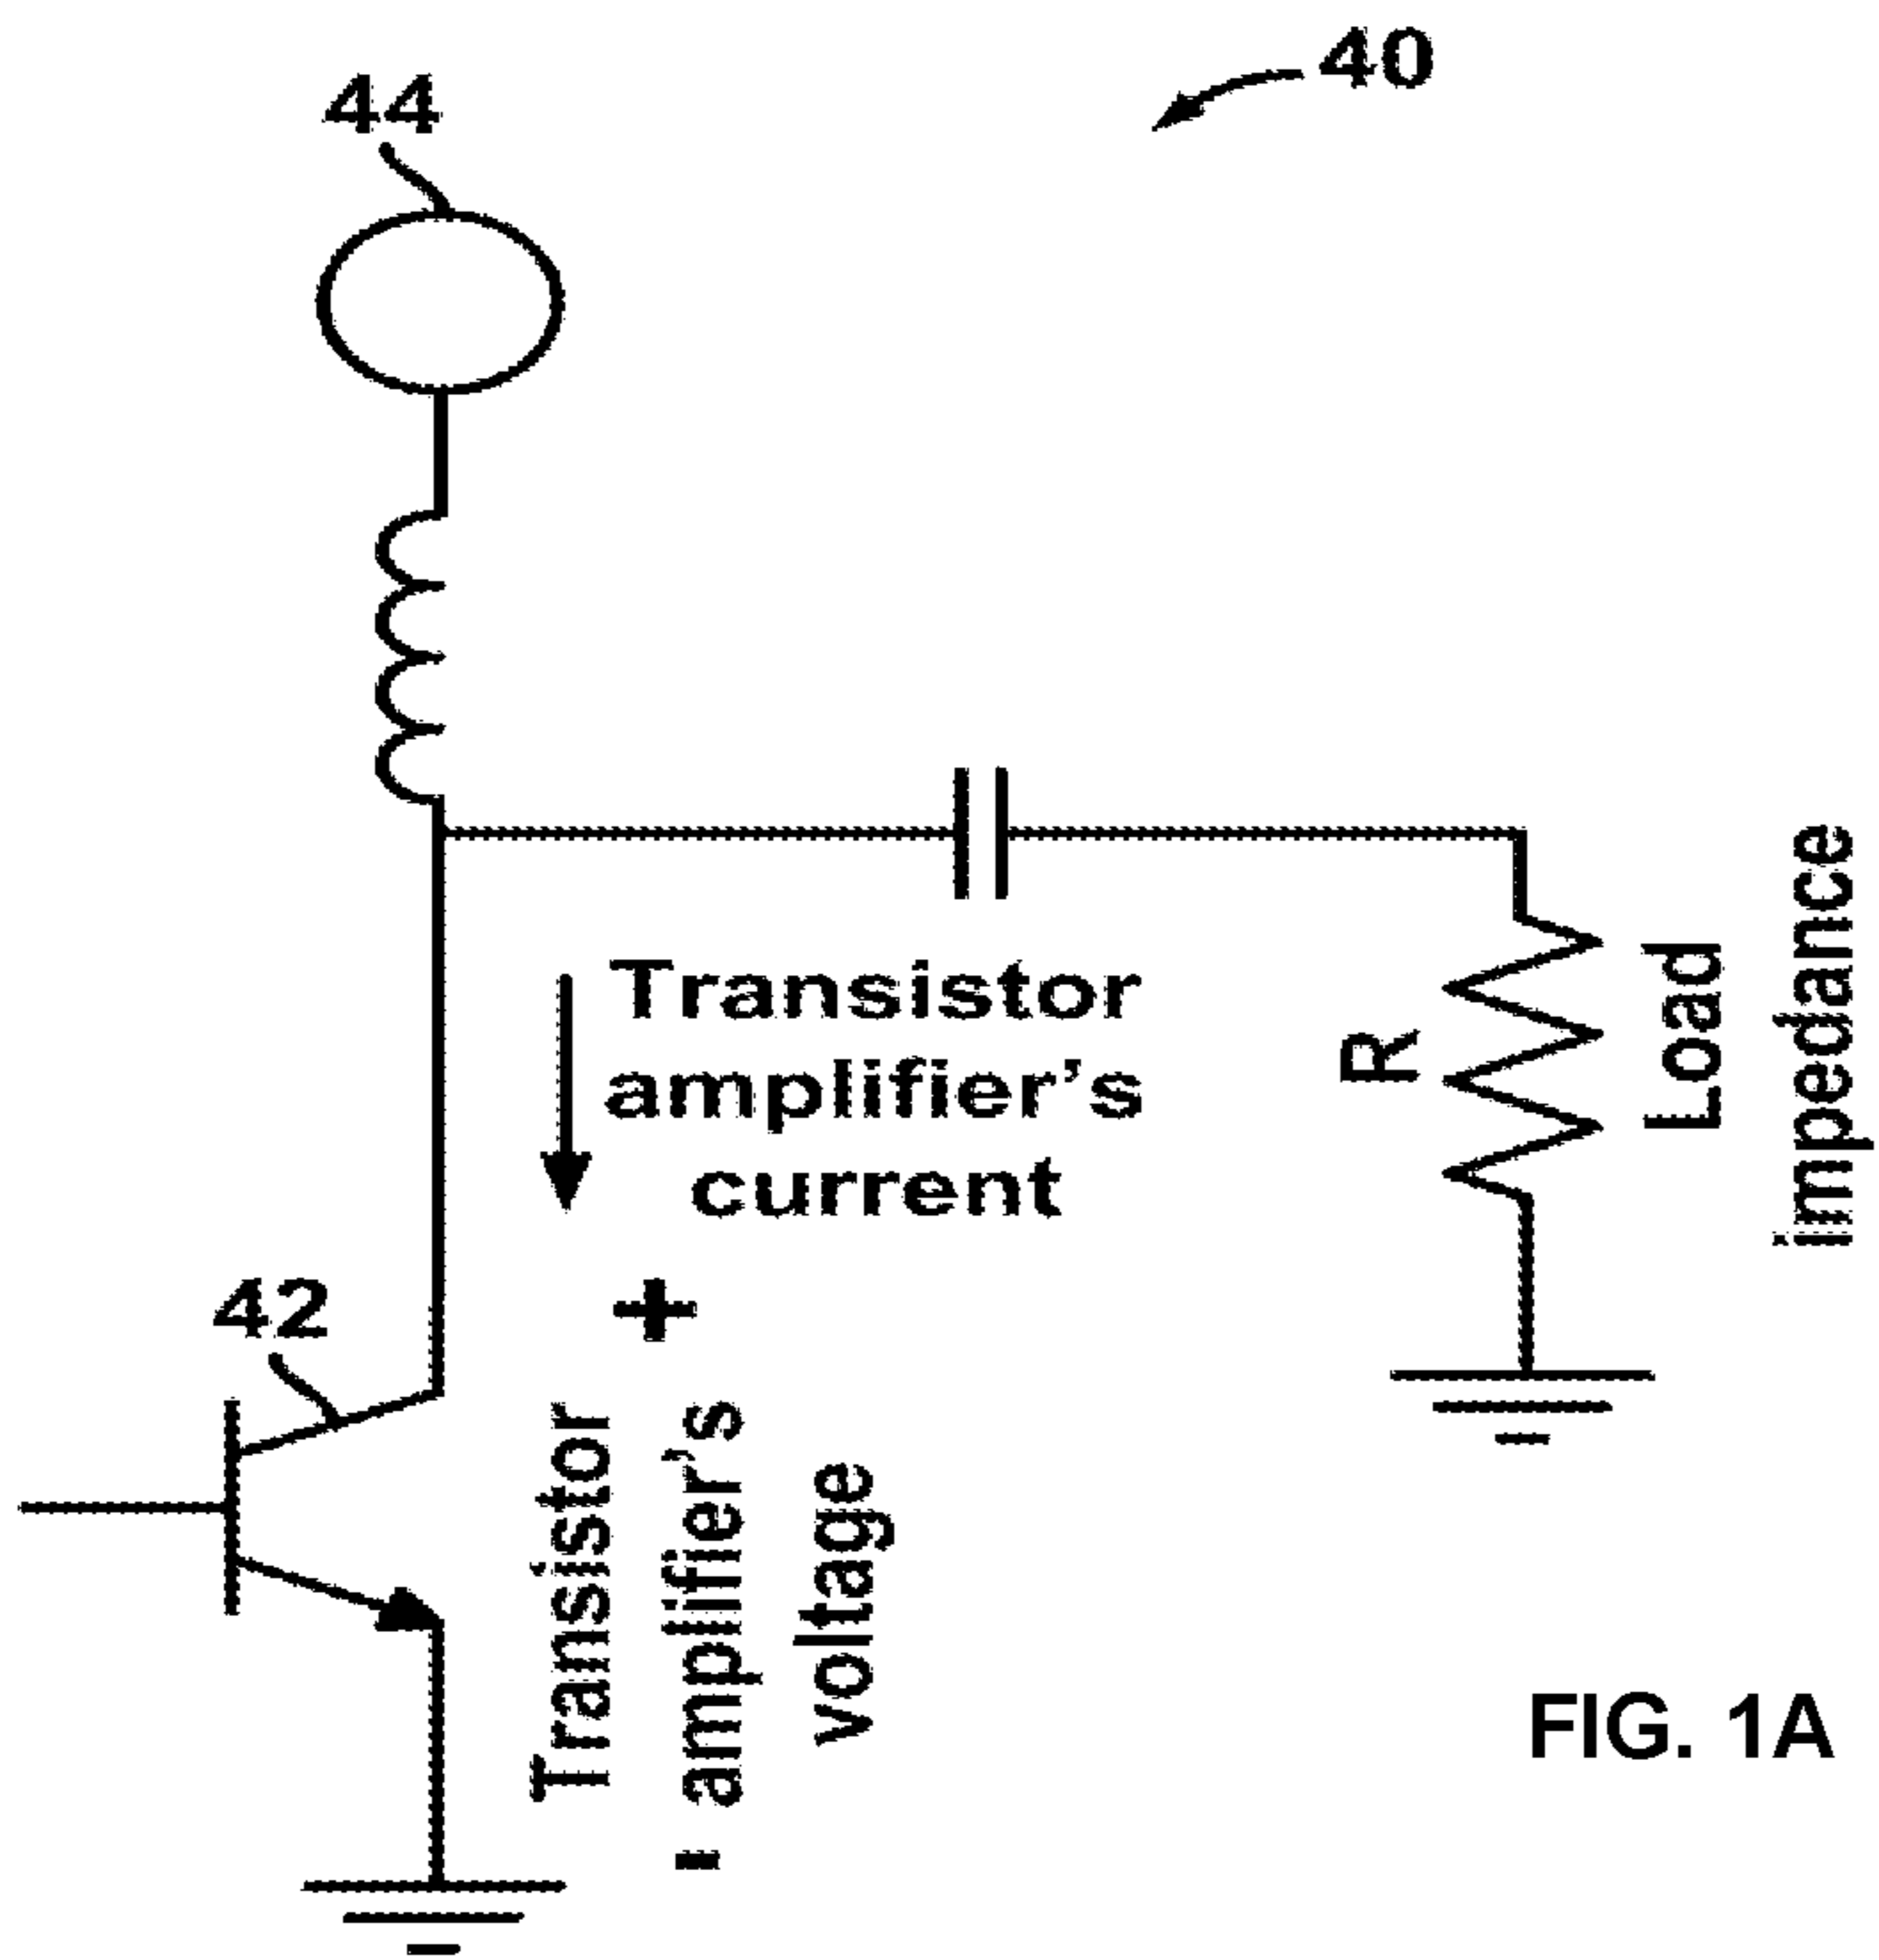 40
44
Transistor
amplifier's
current
R
Load
impedance
42
+
Transistor
amplifier's
voltage
-
FIG. 1A